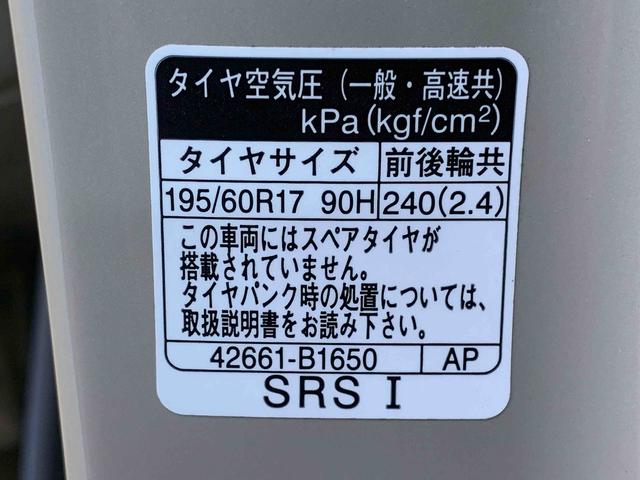 タイヤ空気圧（一般・高速共）
kPa(kgf/cm²)
タイヤサイズ 前後輪共
195/60R17 90H 240(2.4)
この車両にはスペアタイヤが
搭載されていません。
タイヤパンク時の処置については、
取扱説明書をお読み下さい。
42661-B1650 AP
SRS I